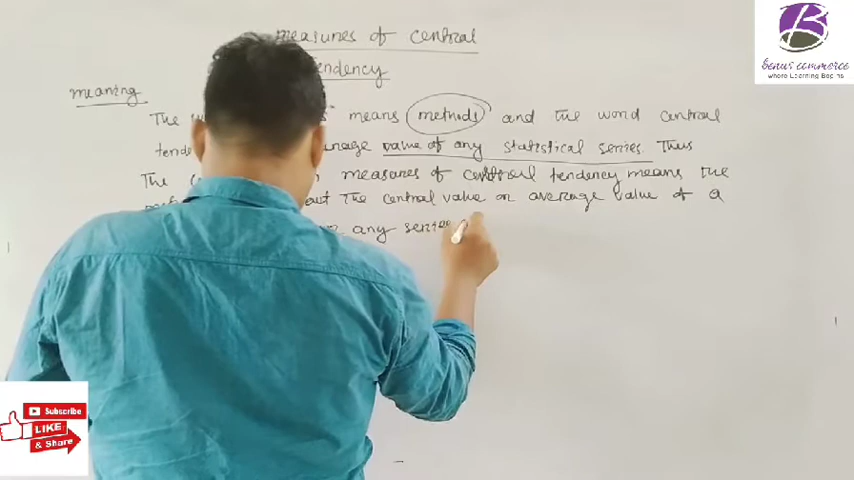 measures of central
Tendency
meaning
The means methods and the word central
tende average value of any statistical series. Thus
The measures of central tendency means the
out The central value or average value of a
any series
Benus commerce
Where Learning Begins
Subscribe
LIKE
& Share